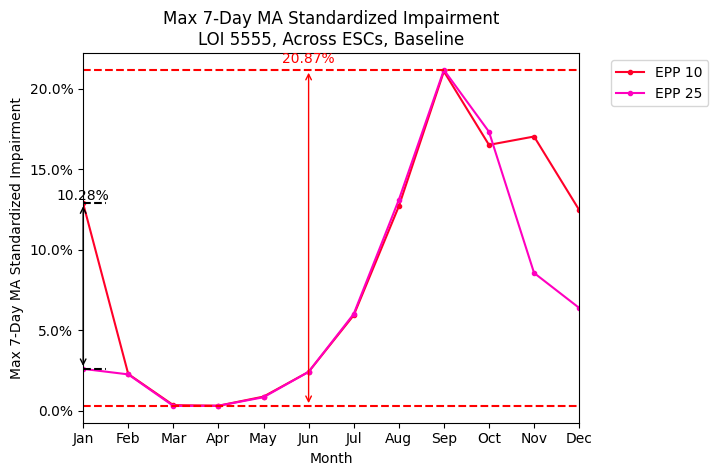 Max 7-Day MA Standardized Impairment
LOI 5555, Across ESCs, Baseline
20.87%
EPP 10
EPP 25
Max 7-Day MA Standardized Impairment
20.0%
15.0%
10.28%
10.0%
5.0%
0.0%
Jan Feb Mar Apr May Jun Jul Aug Sep Oct Nov Dec
Month